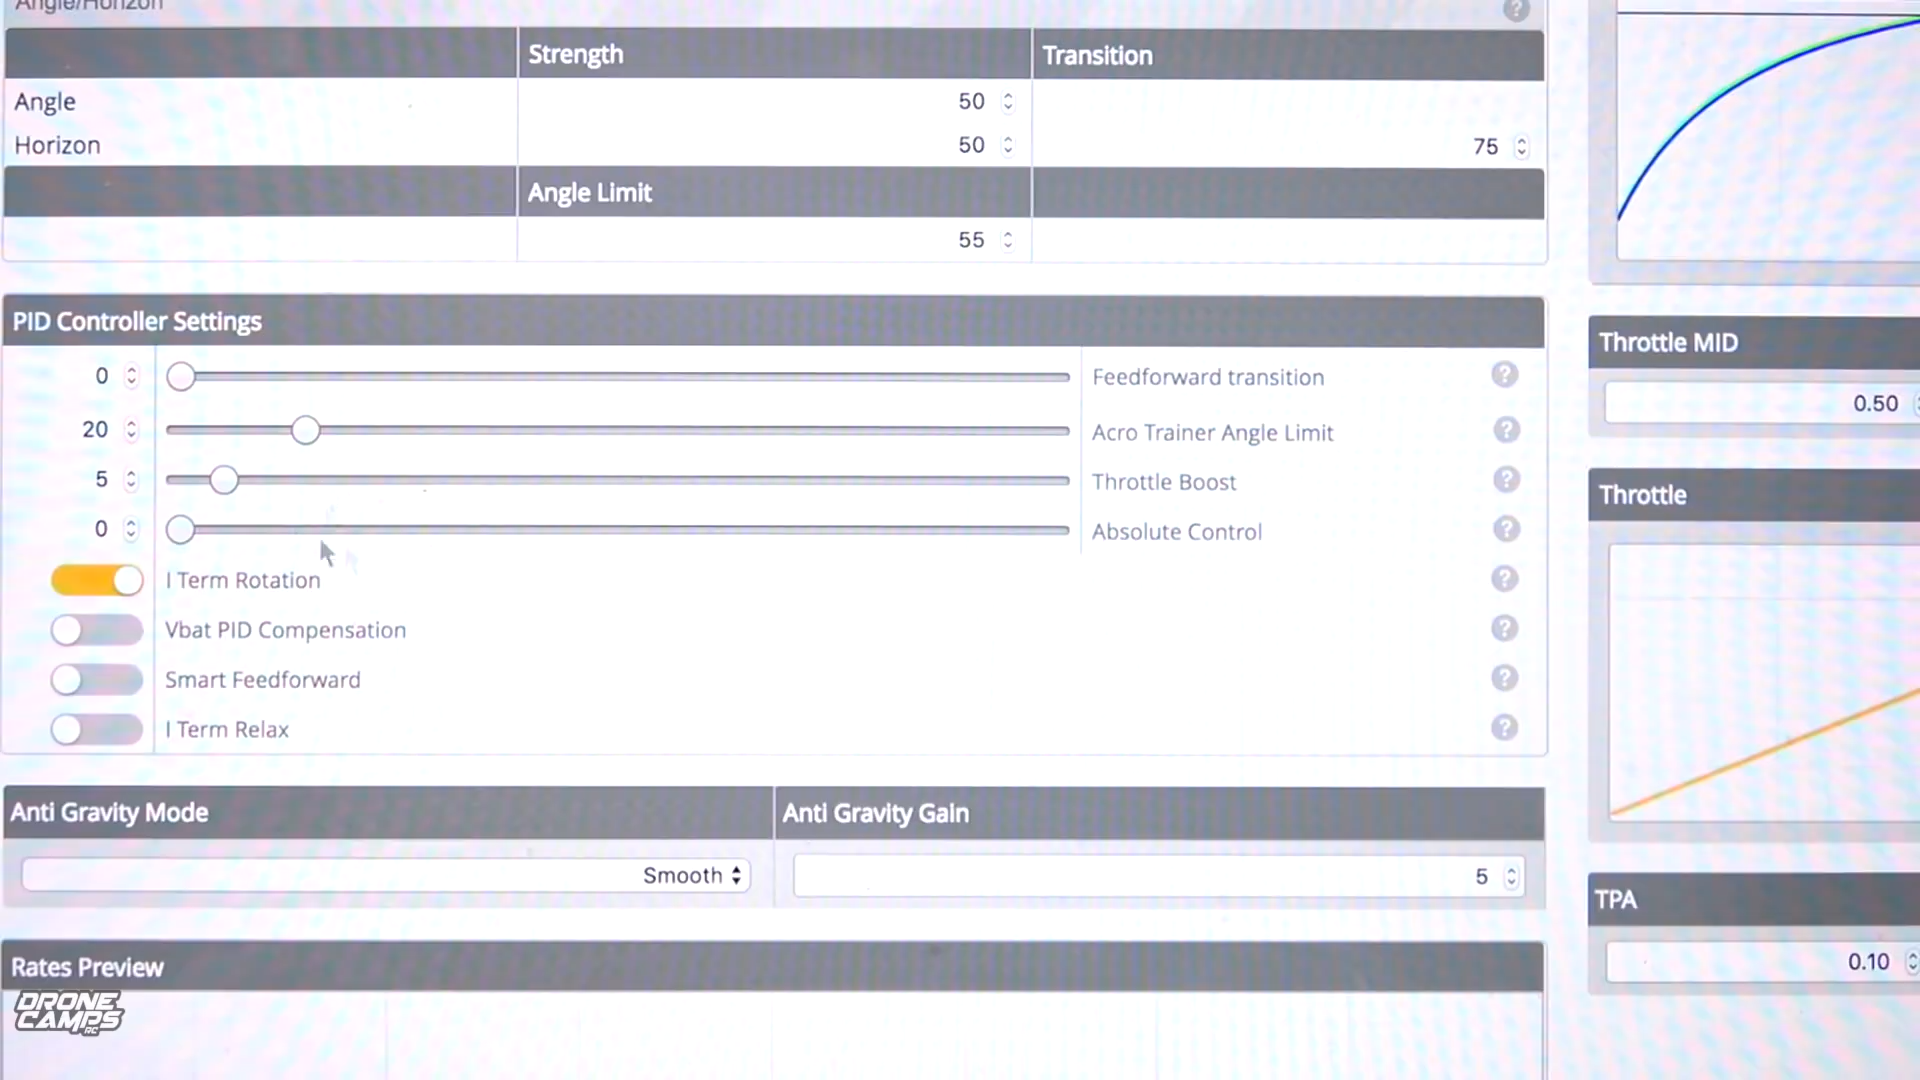 Angle/Horizon
Strength
Transition
Angle
50
Horizon
50
75
Angle Limit
55
PID Controller Settings
0
Feedforward transition
20
Acro Trainer Angle Limit
5
Throttle Boost
0
Absolute Control
I Term Rotation
Vbat PID Compensation
Smart Feedforward
I Term Relax
Anti Gravity Mode
Anti Gravity Gain
Smooth
5
Rates Preview
Throttle MID
0.50
Throttle
TPA
0.10
DRONE
CAMPS
RC